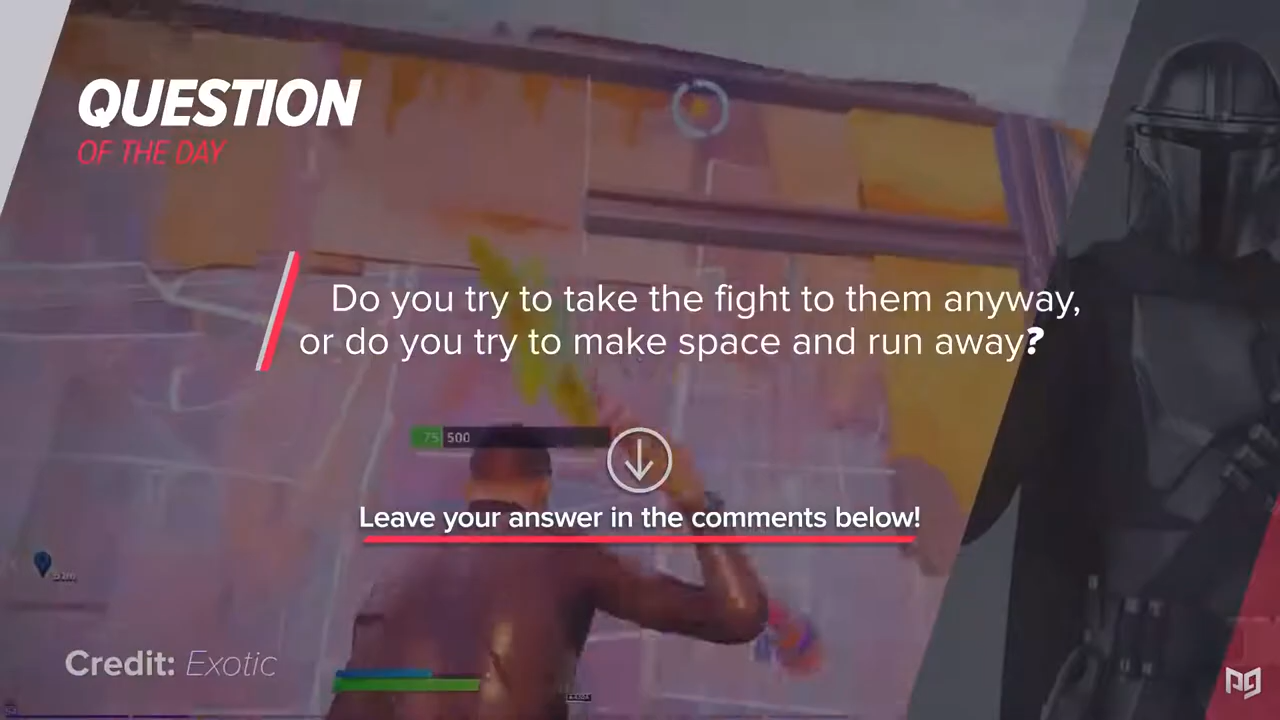 QUESTION
OF THE DAY
Do you try to take the fight to them anyway,
or do you try to make space and run away?
75 500
Leave your answer in the comments below!
Credit: Exotic